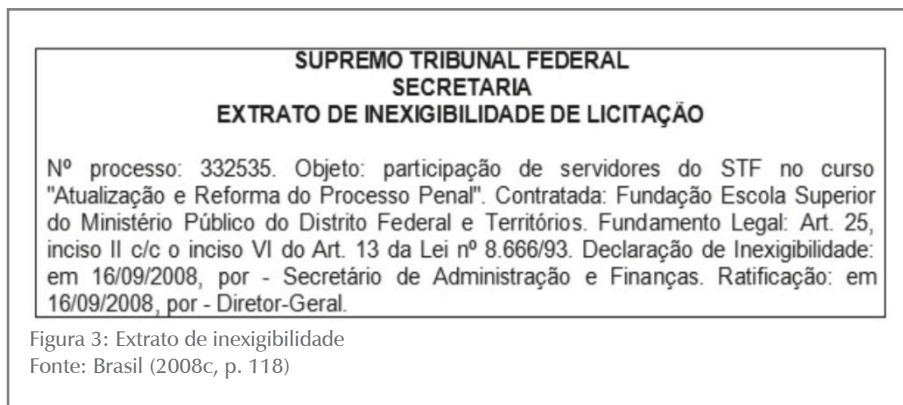 SUPREMO TRIBUNAL FEDERAL
SECRETARIA
EXTRATO DE INEXIGIBILIDADE DE LICITAÇÃO
Nº processo: 332535. Objeto: participação de servidores do STF no curso
"Atualização e Reforma do Processo Penal". Contratada: Fundação Escola Superior
do Ministério Público do Distrito Federal e Territórios. Fundamento Legal: Art. 25,
inciso II c/c o inciso VI do Art. 13 da Lei nº 8.666/93. Declaração de Inexigibilidade:
em 16/09/2008, por - Secretário de Administração e Finanças. Ratificação: em
16/09/2008, por - Diretor-Geral.
Figura 3: Extrato de inexigibilidade
Fonte: Brasil (2008c, p. 118)